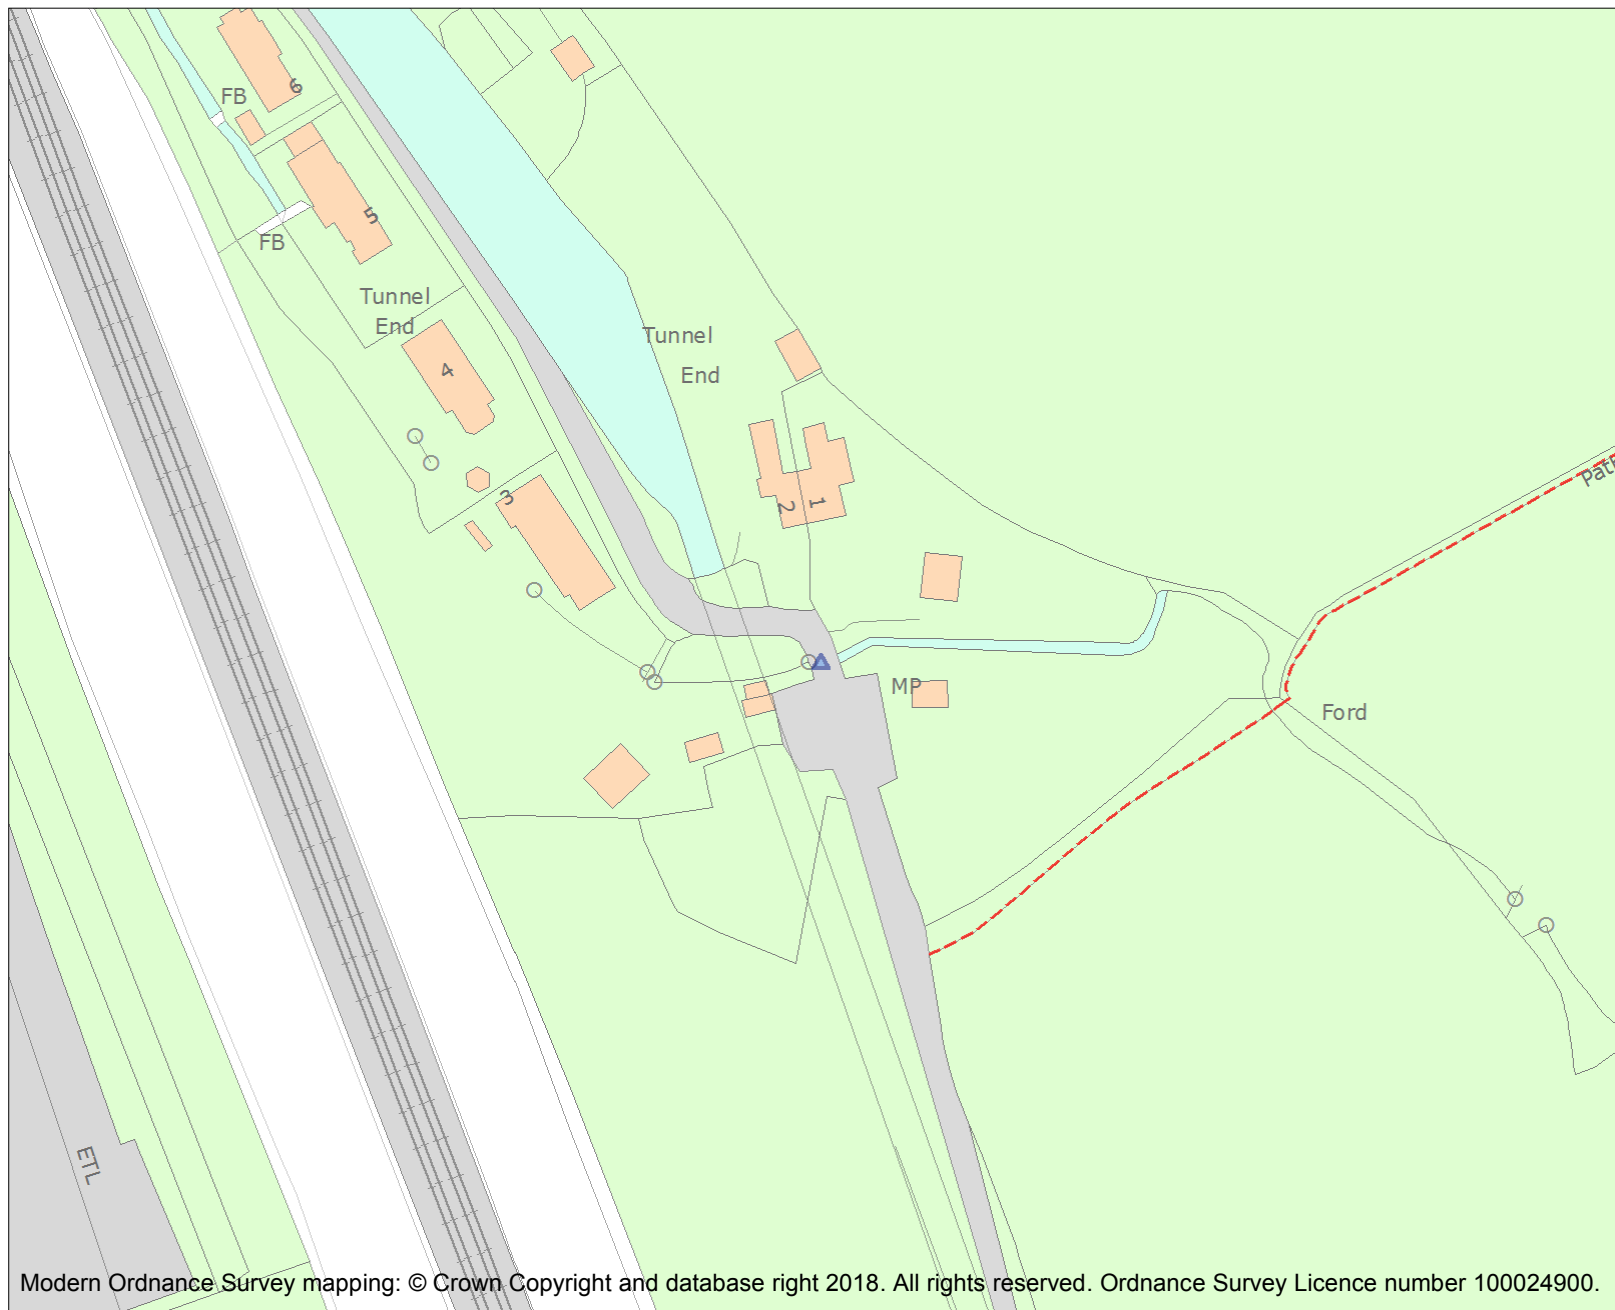 6
FB
5
FB
Tunnel
End
Tunnel
End
4
3
2
1
MP
Ford
ETL
Modern Ordnance Survey mapping: © Crown Copyright and database right 2018. All rights reserved. Ordnance Survey Licence number 100024900.